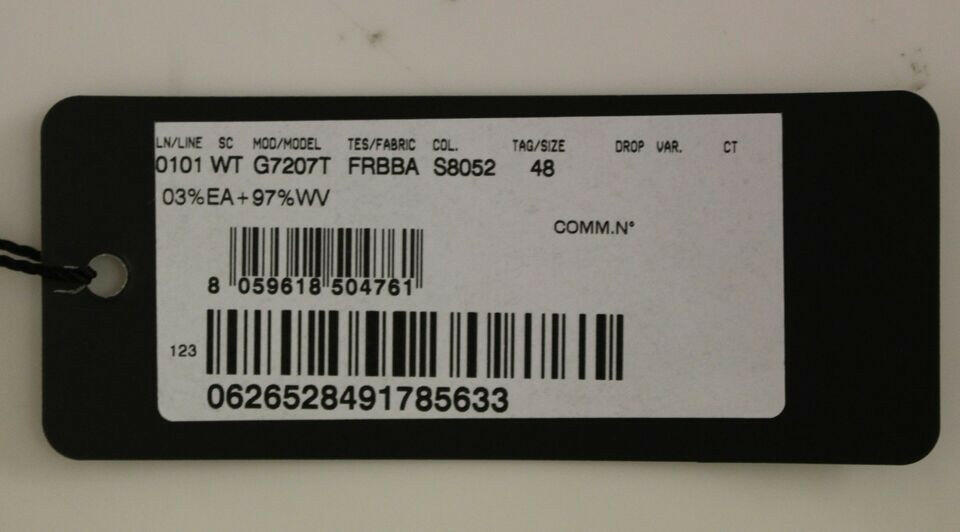 LN/LINE SC MOD/MODEL TES/FABRIC COL. TAG/SIZE DROP VAR. CT
0101 WT G7207T FRBBA S8052 48
03%EA+97%WV
COMM.N°
8 059618 504761
123
0626528491785633